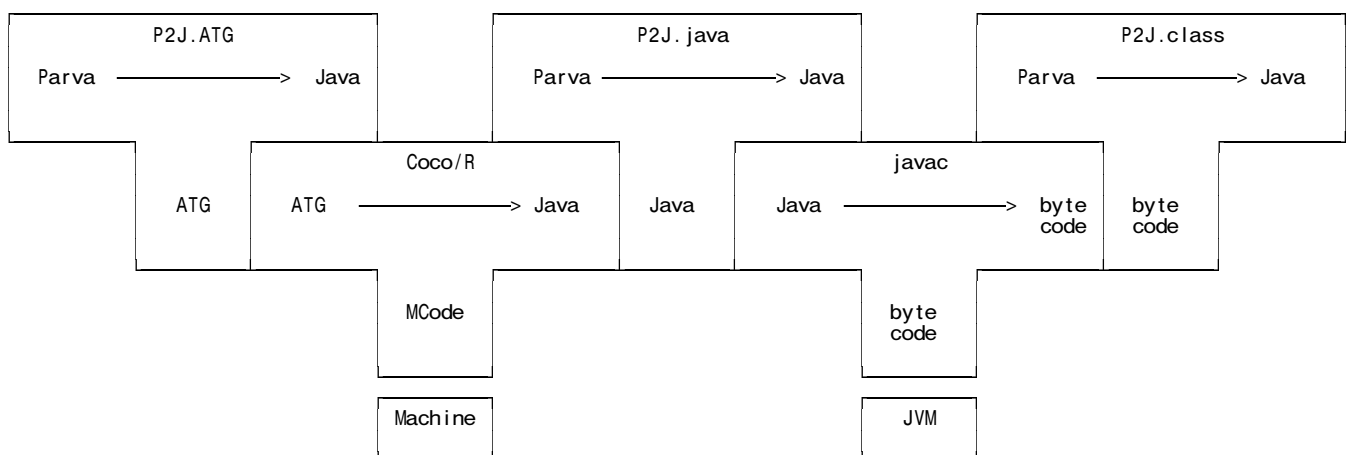 P2J.ATG P2J.java P2J.class
Parva Java Parva Java Parva Java
Coco/R javac
ATG ATG Java Java Java byte code byte code
MCode byte code
Machine JVM